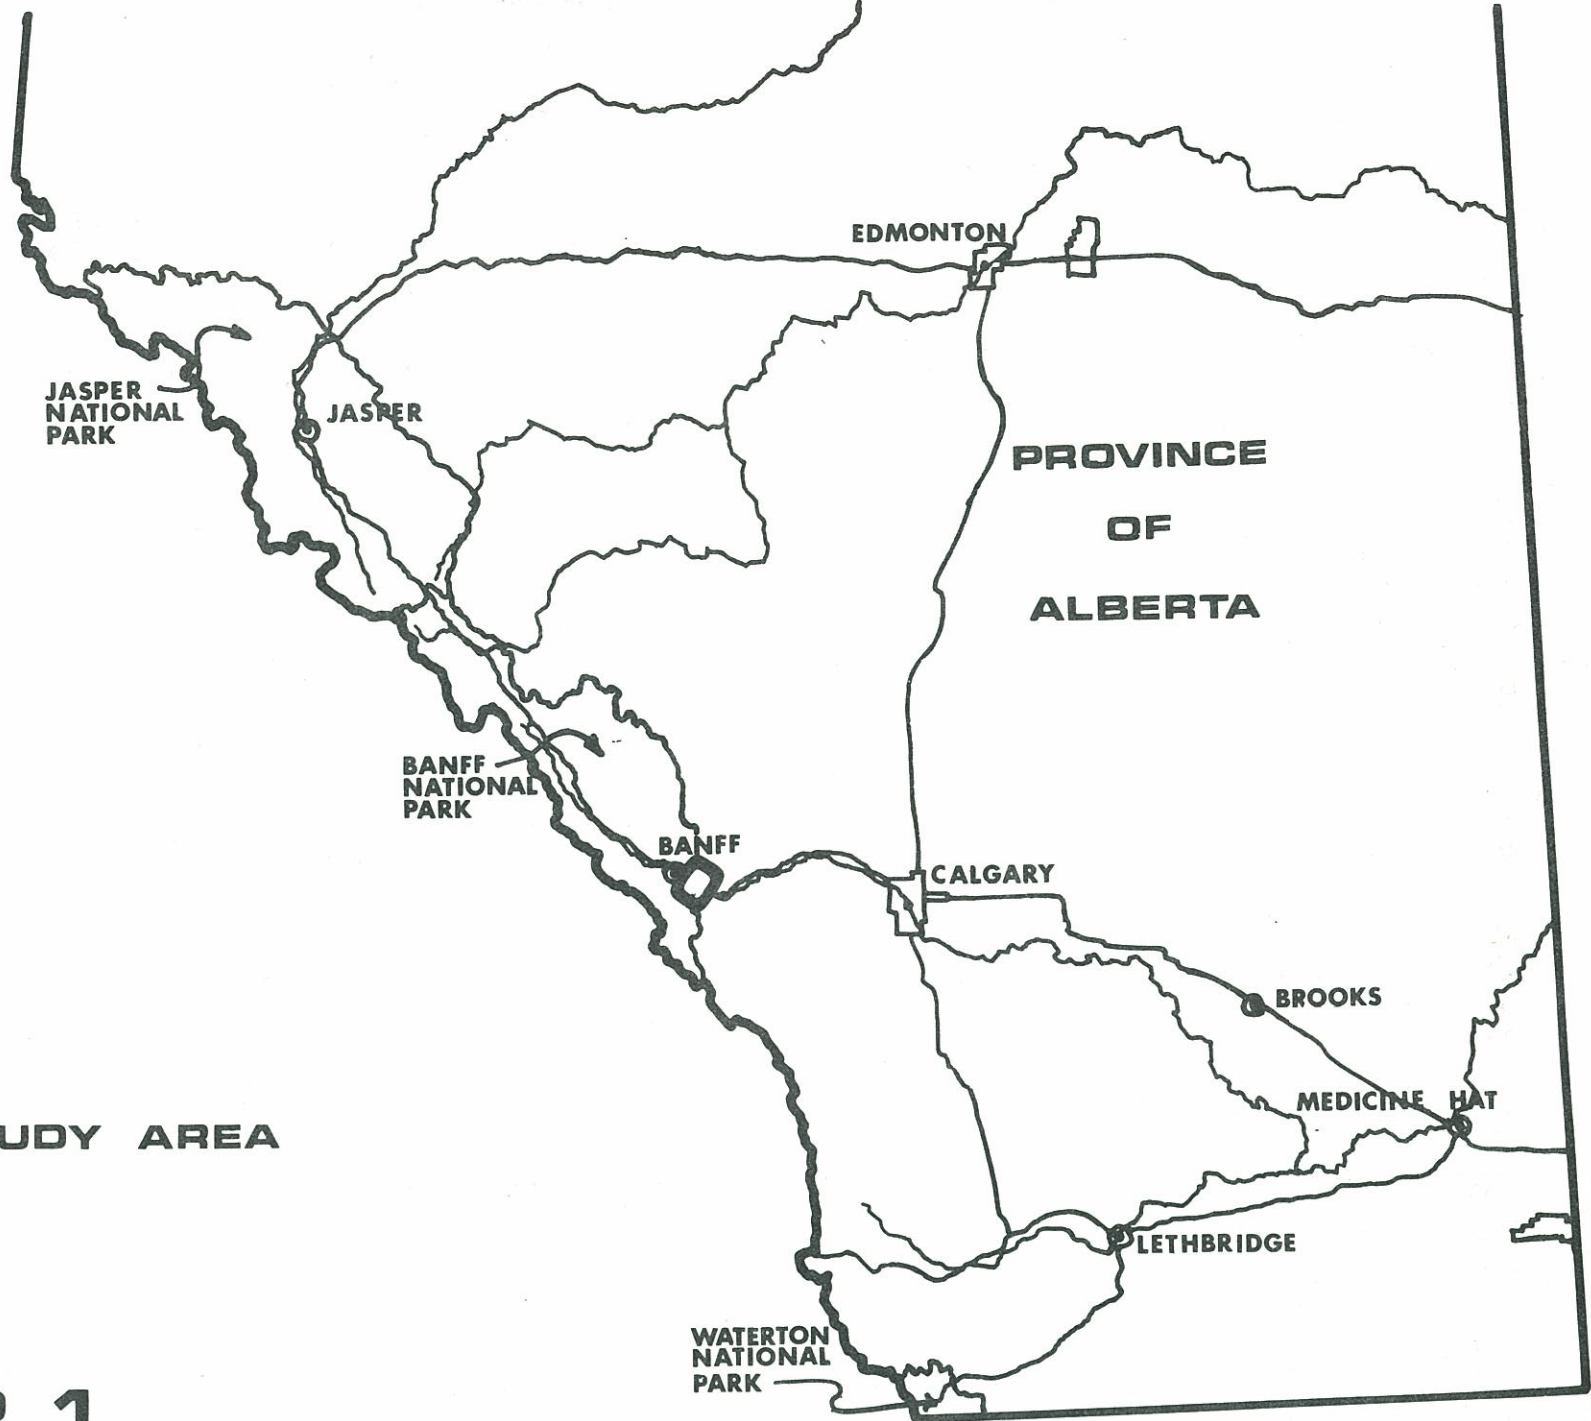 EDMONTON
JASPER
NATIONAL
PARK
JASPER
PROVINCE
OF
ALBERTA
BANFF
NATIONAL
PARK
BANFF
CALGARY
BROOKS
MEDICINE HAT
UDY AREA
LETHBRIDGE
WATERTON
NATIONAL
PARK
P 1